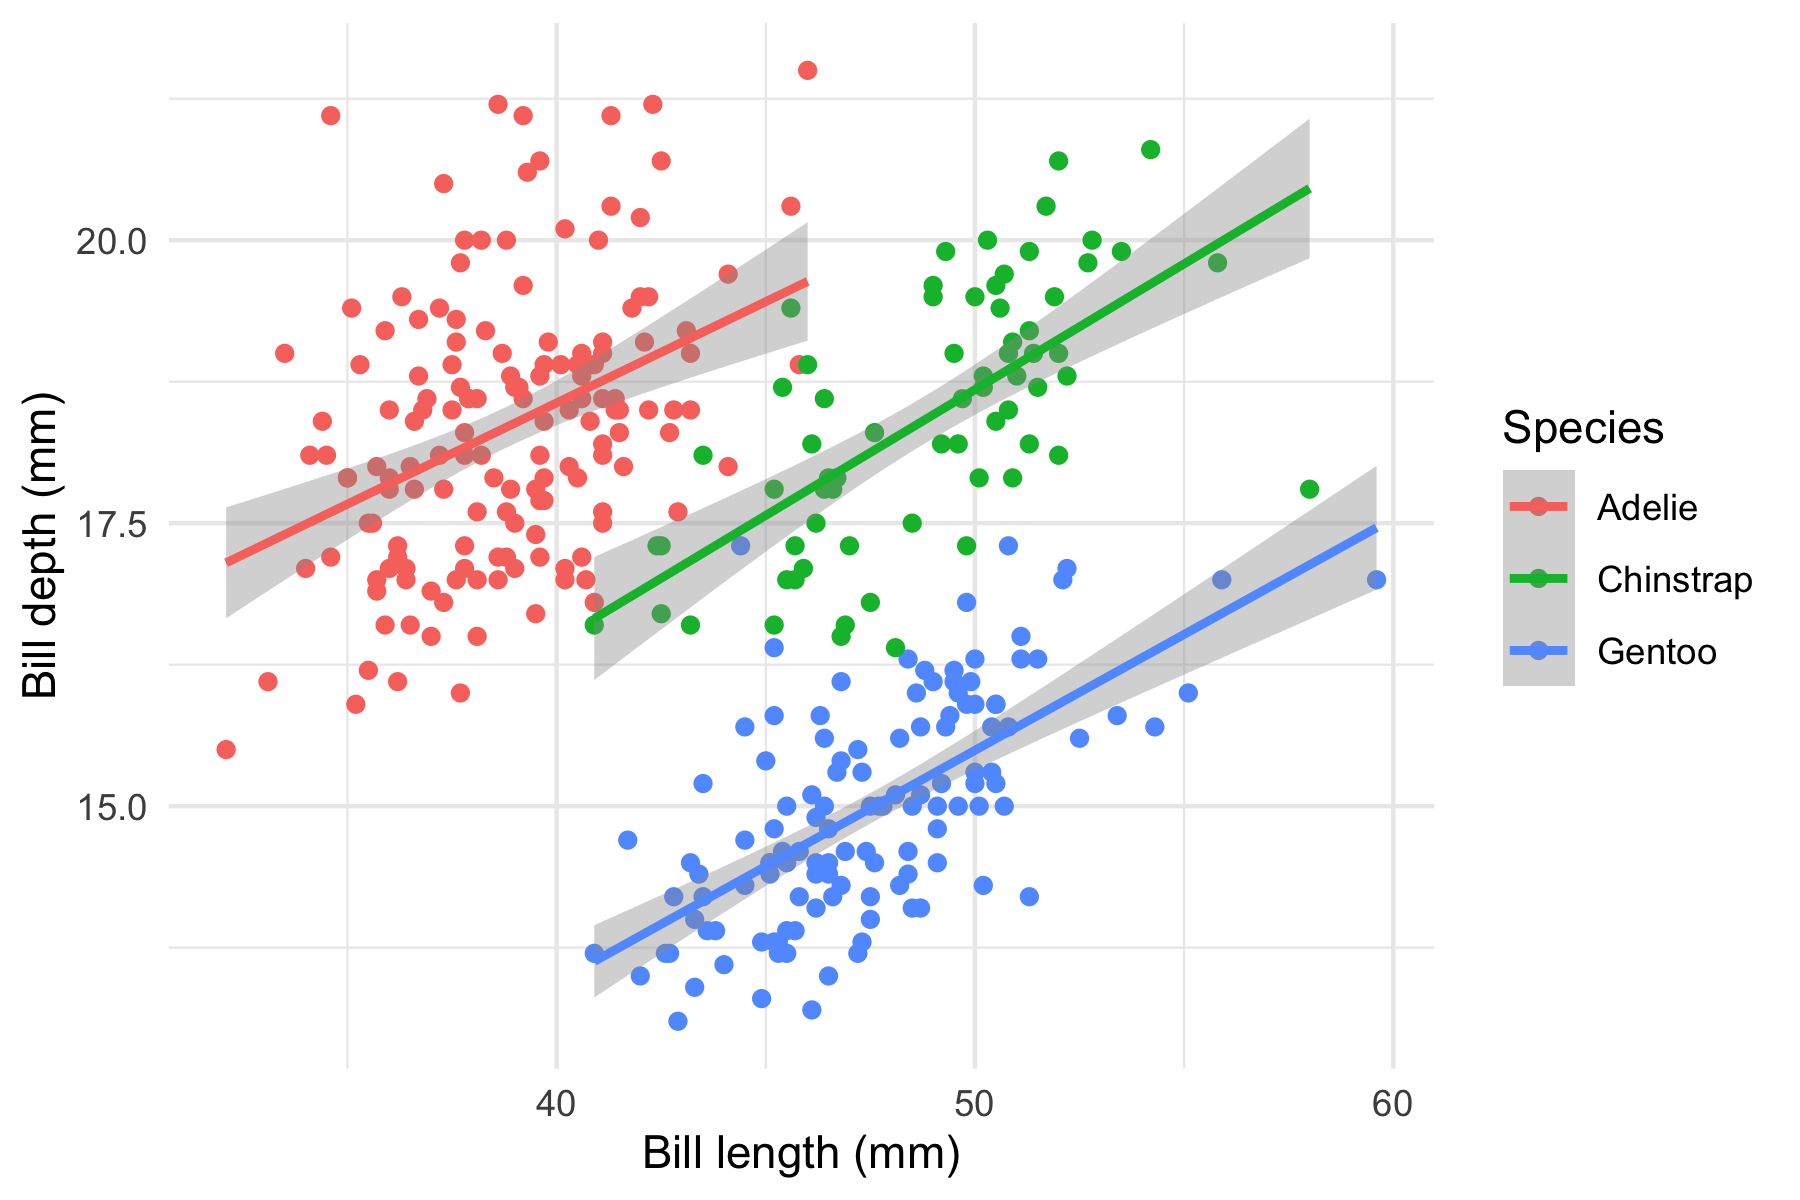 20.0
17.5
15.0
Bill depth (mm)
40
50
60
Bill length (mm)
Species
Adelie
Chinstrap
Gentoo